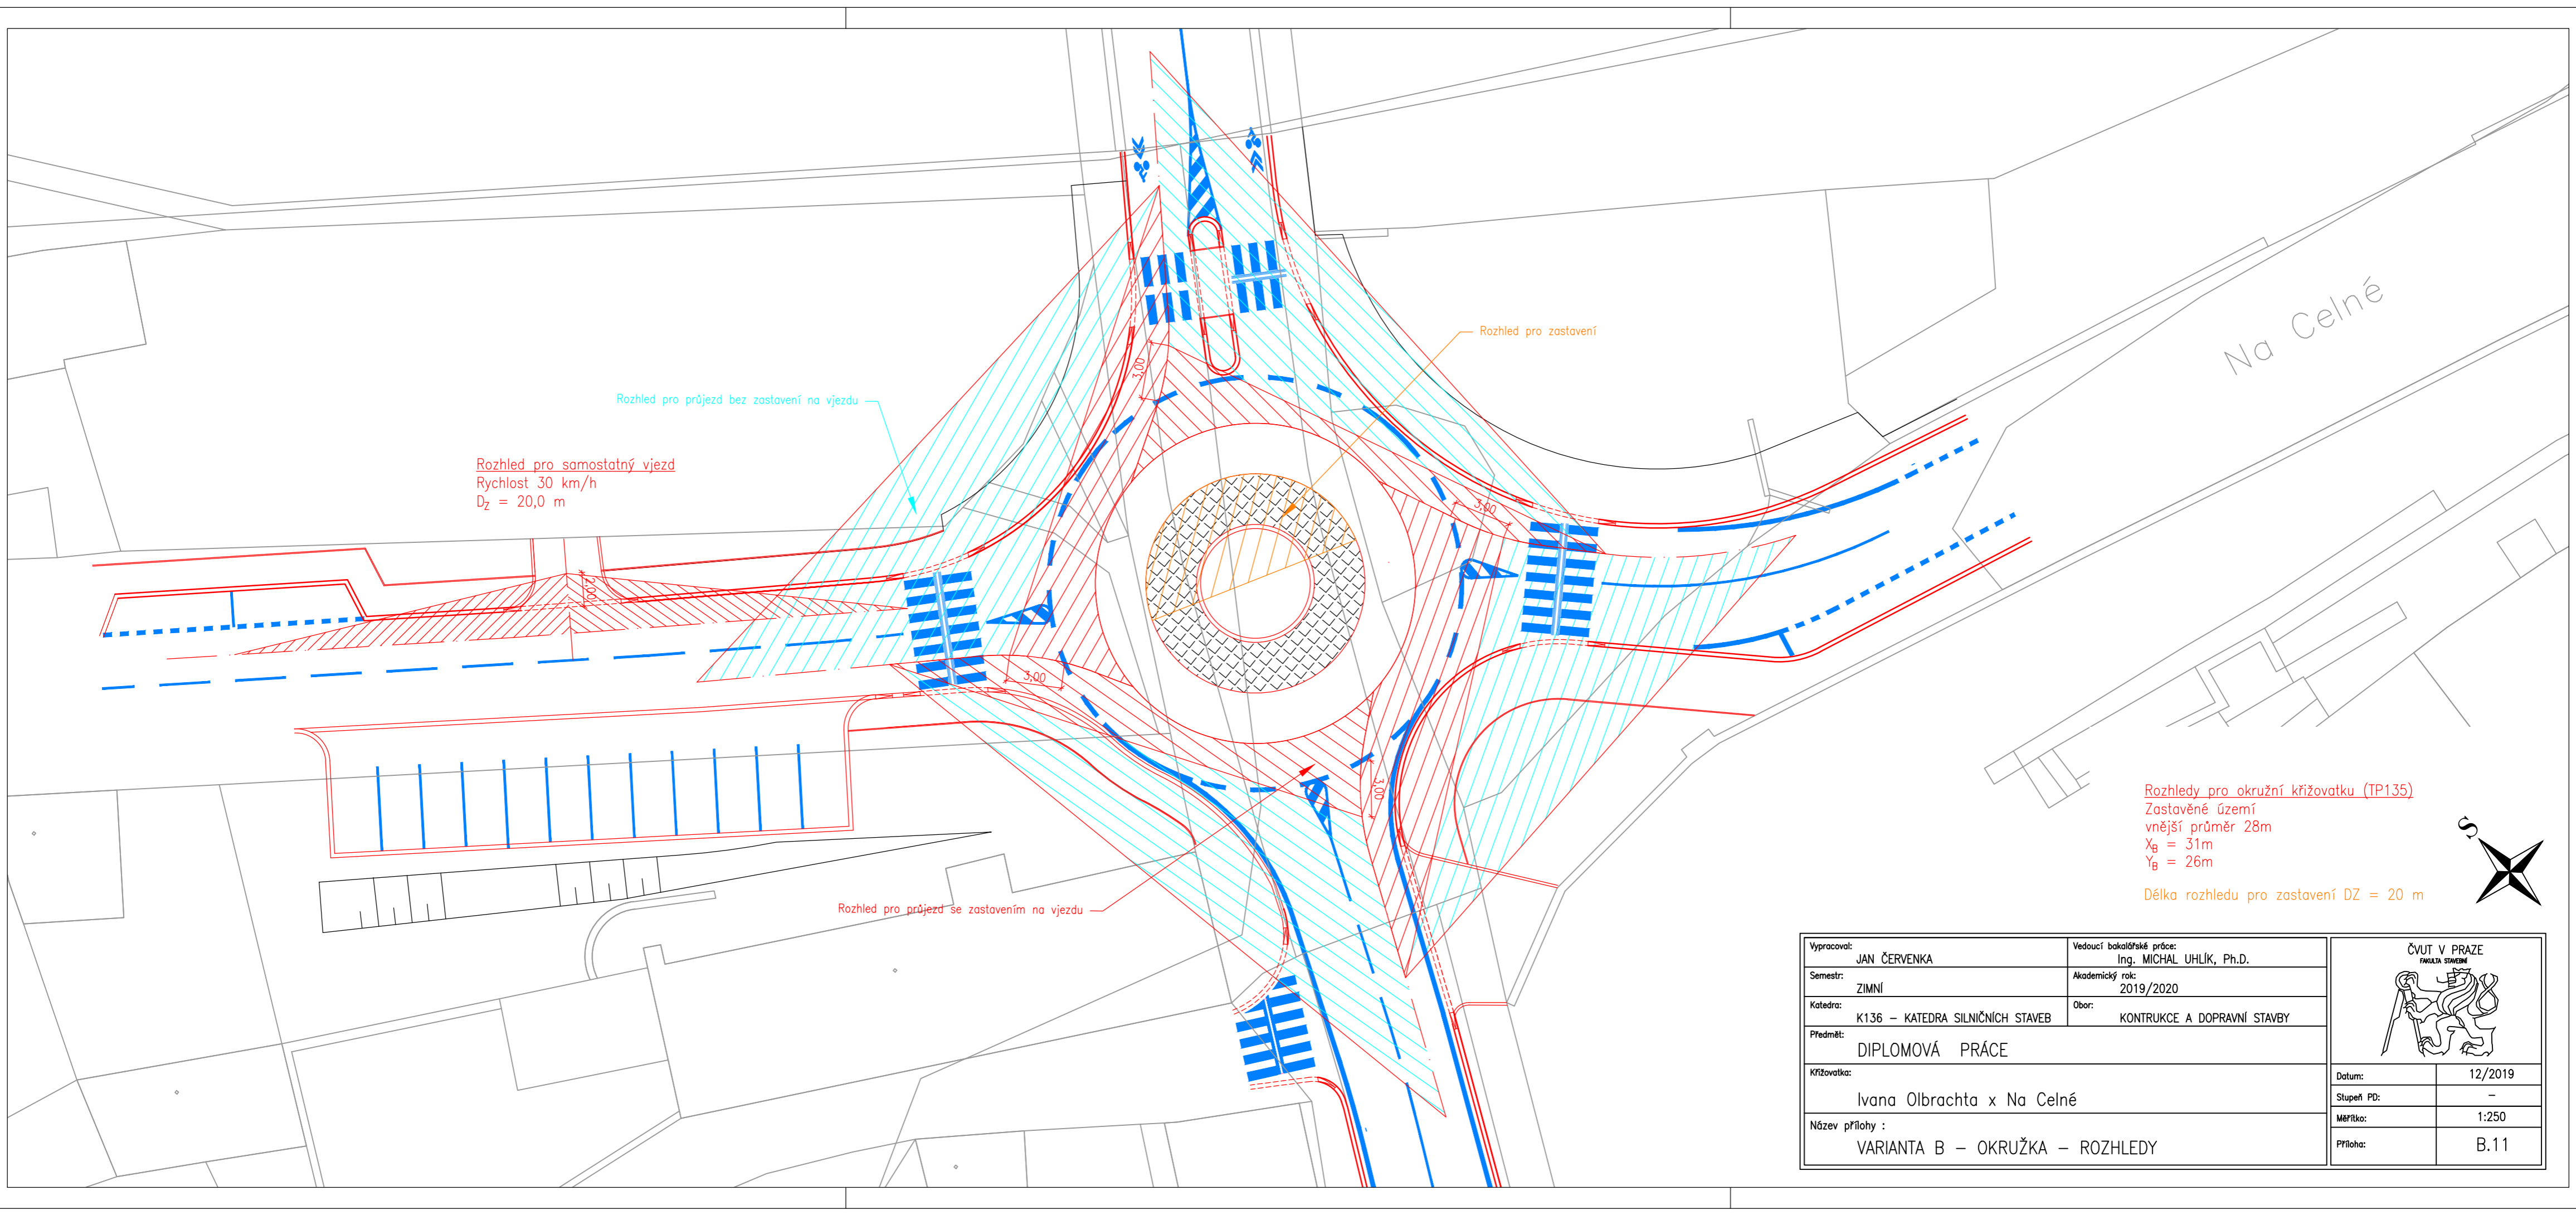 Rozhled pro zastavení
Na Celné
3,00
Rozhled pro průjezd bez zastavení na vjezdu
Rozhled pro samostatný vjezd
Rychlost 30 km/h
DZ = 20,0 m
3,00
2,00
3,00
3,00
Rozhled pro průjezd se zastavením na vjezdu
Rozhledy pro okružní křižovatku (TP135)
Zastavěné území
vnější průměr 28m
XB = 31m
YB = 26m
Délka rozhledu pro zastavení DZ = 20 m
S
Vypracoval:
JAN ČERVENKA
Vedoucí bakalářské práce:
Ing. MICHAL UHLÍK, Ph.D.
Semestr:
ZIMNÍ
Akademický rok:
2019/2020
Katedra:
K136 – KATEDRA SILNIČNÍCH STAVEB
Obor:
KONTRUKCE A DOPRAVNÍ STAVBY
Předmět:
DIPLOMOVÁ PRÁCE
Křižovatka:
Ivana Olbrachta x Na Celné
Název přílohy :
VARIANTA B – OKRUŽKA – ROZHLEDY
ČVUT V PRAZE
FAKULTA STAVEBNÍ
Datum:
12/2019
Stupeň PD:
–
Měřítko:
1:250
Příloha:
B.11